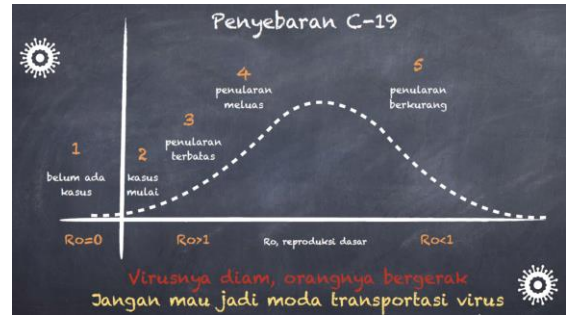 Penyebaran C-19
4
penularan
meluas
5
penularan
berkurang
3
penularan
terbatas
1
belum ada
kasus
2
kasus
mulai
Ro=0
Ro>1
Ro, reproduksi dasar
Ro<1
Virusnya diam, orangnya bergerak
Jangan mau jadi moda transportasi virus